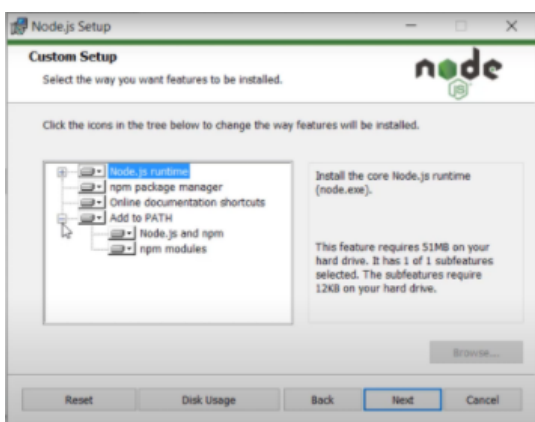 Node.js Setup
Custom Setup
Select the way you want features to be installed.
node
JS
Click the icons in the tree below to change the way features will be installed.
Node.js runtime
npm package manager
Online documentation shortcuts
Add to PATH
Node.js and npm
npm modules
Install the core Node.js runtime
(node.exe).
This feature requires 51MB on your
hard drive. It has 1 of 1 subfeatures
selected. The subfeatures require
12KB on your hard drive.
Browse...
Reset
Disk Usage
Back
Next
Cancel